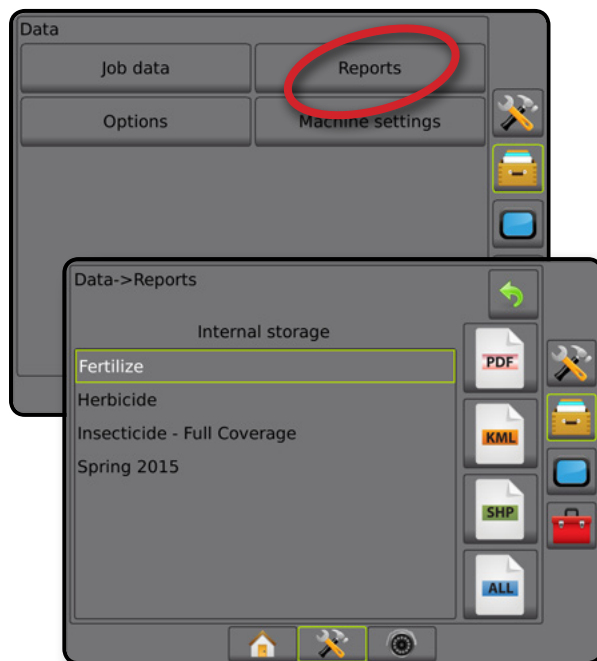 Data
Job data
Reports
Options
Machine settings
Data->Reports
Internal storage
Fertilize
Herbicide
Insecticide - Full Coverage
Spring 2015
PDF
KML
SHP
ALL